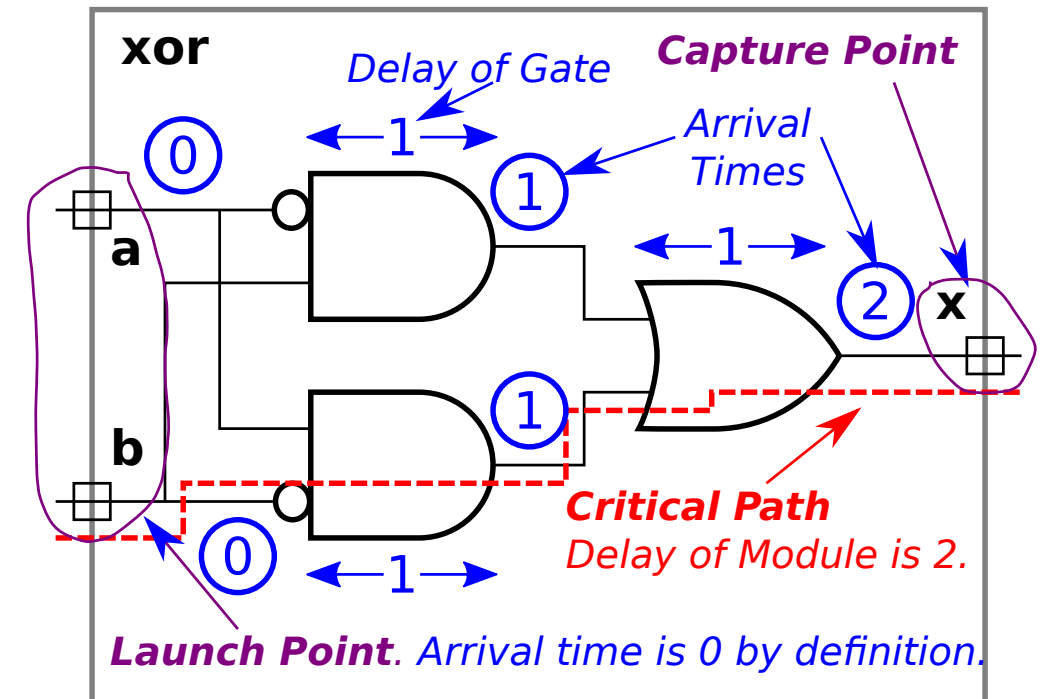 xor
Capture Point
Delay of Gate
Arrival
Times
0
1
1
1
a
2
x
b
1
0
1
Critical Path
Delay of Module is 2.
Launch Point. Arrival time is 0 by definition.